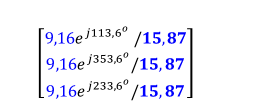 9,16e^{j113,6^o} /15,87
9,16e^{j353,6^o} /15,87
9,16e^{j233,6^o} /15,87